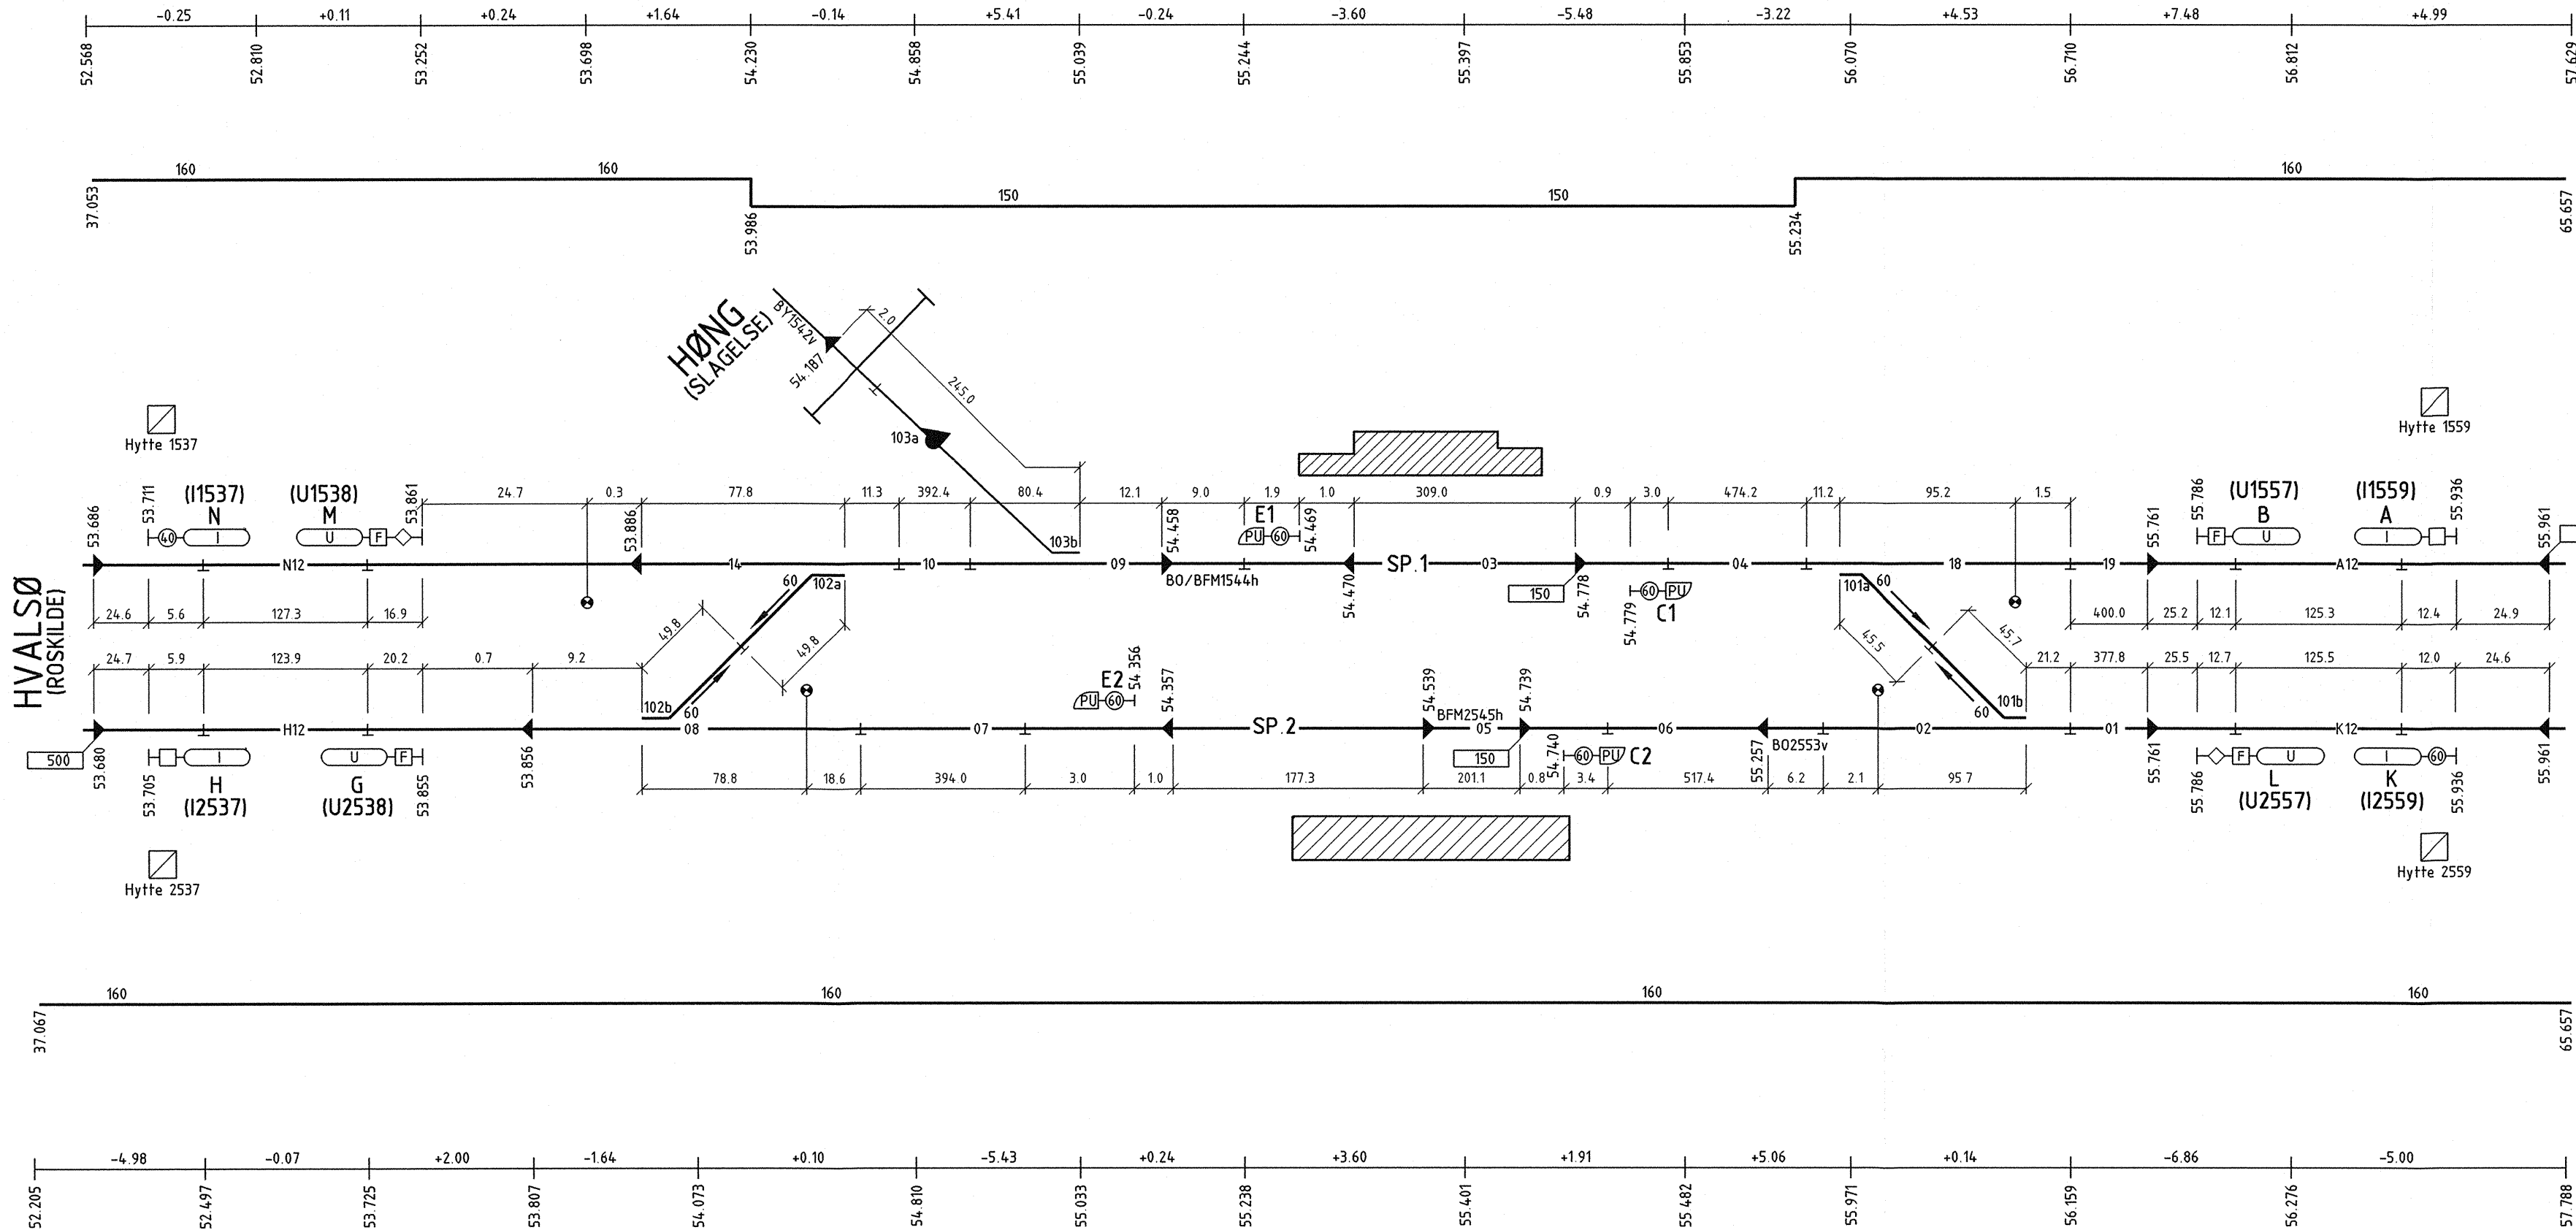 -0.25 +0.11 +0.24 +1.64 -0.14 +5.41 -0.24 -3.60 -5.48 -3.22 +4.53 +7.48 +4.99
52.568 52.810 53.252 53.698 54.230 54.858 55.039 55.244 55.397 55.853 56.070 56.710 56.812 57.629
160 160 160
150 150
37.053 53.986 55.234 65.657
HØNG
(SLAGELSE)
BY1542v
54.187
2.0
245.0
103a
Hytte 1537
Hytte 1559
(I1537) (U1538)
N M
53.686 53.711 40 I U F 53.861
24.7 0.3 77.8 11.3 392.4 80.4 12.1 9.0 1.9 1.0 309.0 0.9 3.0 474.2 11.2 95.2 1.5
53.886 103b 54.458 54.469
E1
PU 60
(U1557) (I1559)
B A
55.761 55.786 F U I 55.936 55.961
HVALSØ
(ROSKILDE)
N12 14 10 09 SP.1 03 04 18 19 A12
BO/BFM1544h
54.470 150 54.778 54.779 60 PU
C1
60 102a
101a 60
24.6 5.6 127.3 16.9
49.8 49.8
45.5 45.7
400.0 25.2 12.1 125.3 12.4 24.9
24.7 5.9 123.9 20.2 0.7 9.2
21.2 377.8 25.5 12.7 125.5 12.0 24.6
E2
PU 60 54.356
54.357 54.539 54.739
102b 60
60 101b
BFM2545h
H12 08 07 SP.2 05 06 02 01 K12
BO2553v
500 53.680 53.705 I U F 53.855 53.856
H G
(I2537) (U2538)
150 54.740 60 PU C2 55.257
55.761 55.786 F U I 60 55.936 55.961
L K
(U2557) (I2559)
78.8 18.6 394.0 3.0 1.0 177.3 201.1 0.8 3.4 517.4 6.2 2.1 95.7
Hytte 2537
Hytte 2559
160 160 160 160
37.067 65.657
-4.98 -0.07 +2.00 -1.64 +0.10 -5.43 +0.24 +3.60 +1.91 +5.06 +0.14 -6.86 -5.00
52.205 52.497 53.725 53.807 54.073 54.810 55.033 55.238 55.401 55.482 55.971 56.159 56.276 57.788